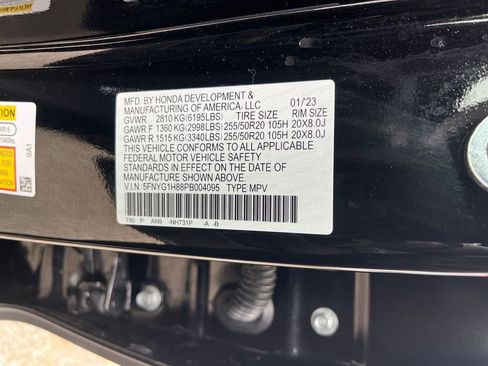 MFD. BY HONDA DEVELOPMENT &
MANUFACTURING OF AMERICA, LLC 01/'23
GVWR 2810 KG(6195LBS) TIRE SIZE RIM SIZE
GAWR F 1360 KG(2998LBS) 255/50R20 105H 20X8.0J
GAWR R 1515 KG(3340LBS) 255/50R20 105H 20X8.0J
THIS VEHICLE CONFORMS TO ALL APPLICABLE
FEDERAL MOTOR VEHICLE SAFETY
STANDARDS IN EFFECT ON THE DATE OF
MANUFACTURE SHOWN ABOVE.
V.I.N.: 5FNYG1H88PB004095 TYPE MPV
T90 P AN9 -NH731P -A -B
9A1